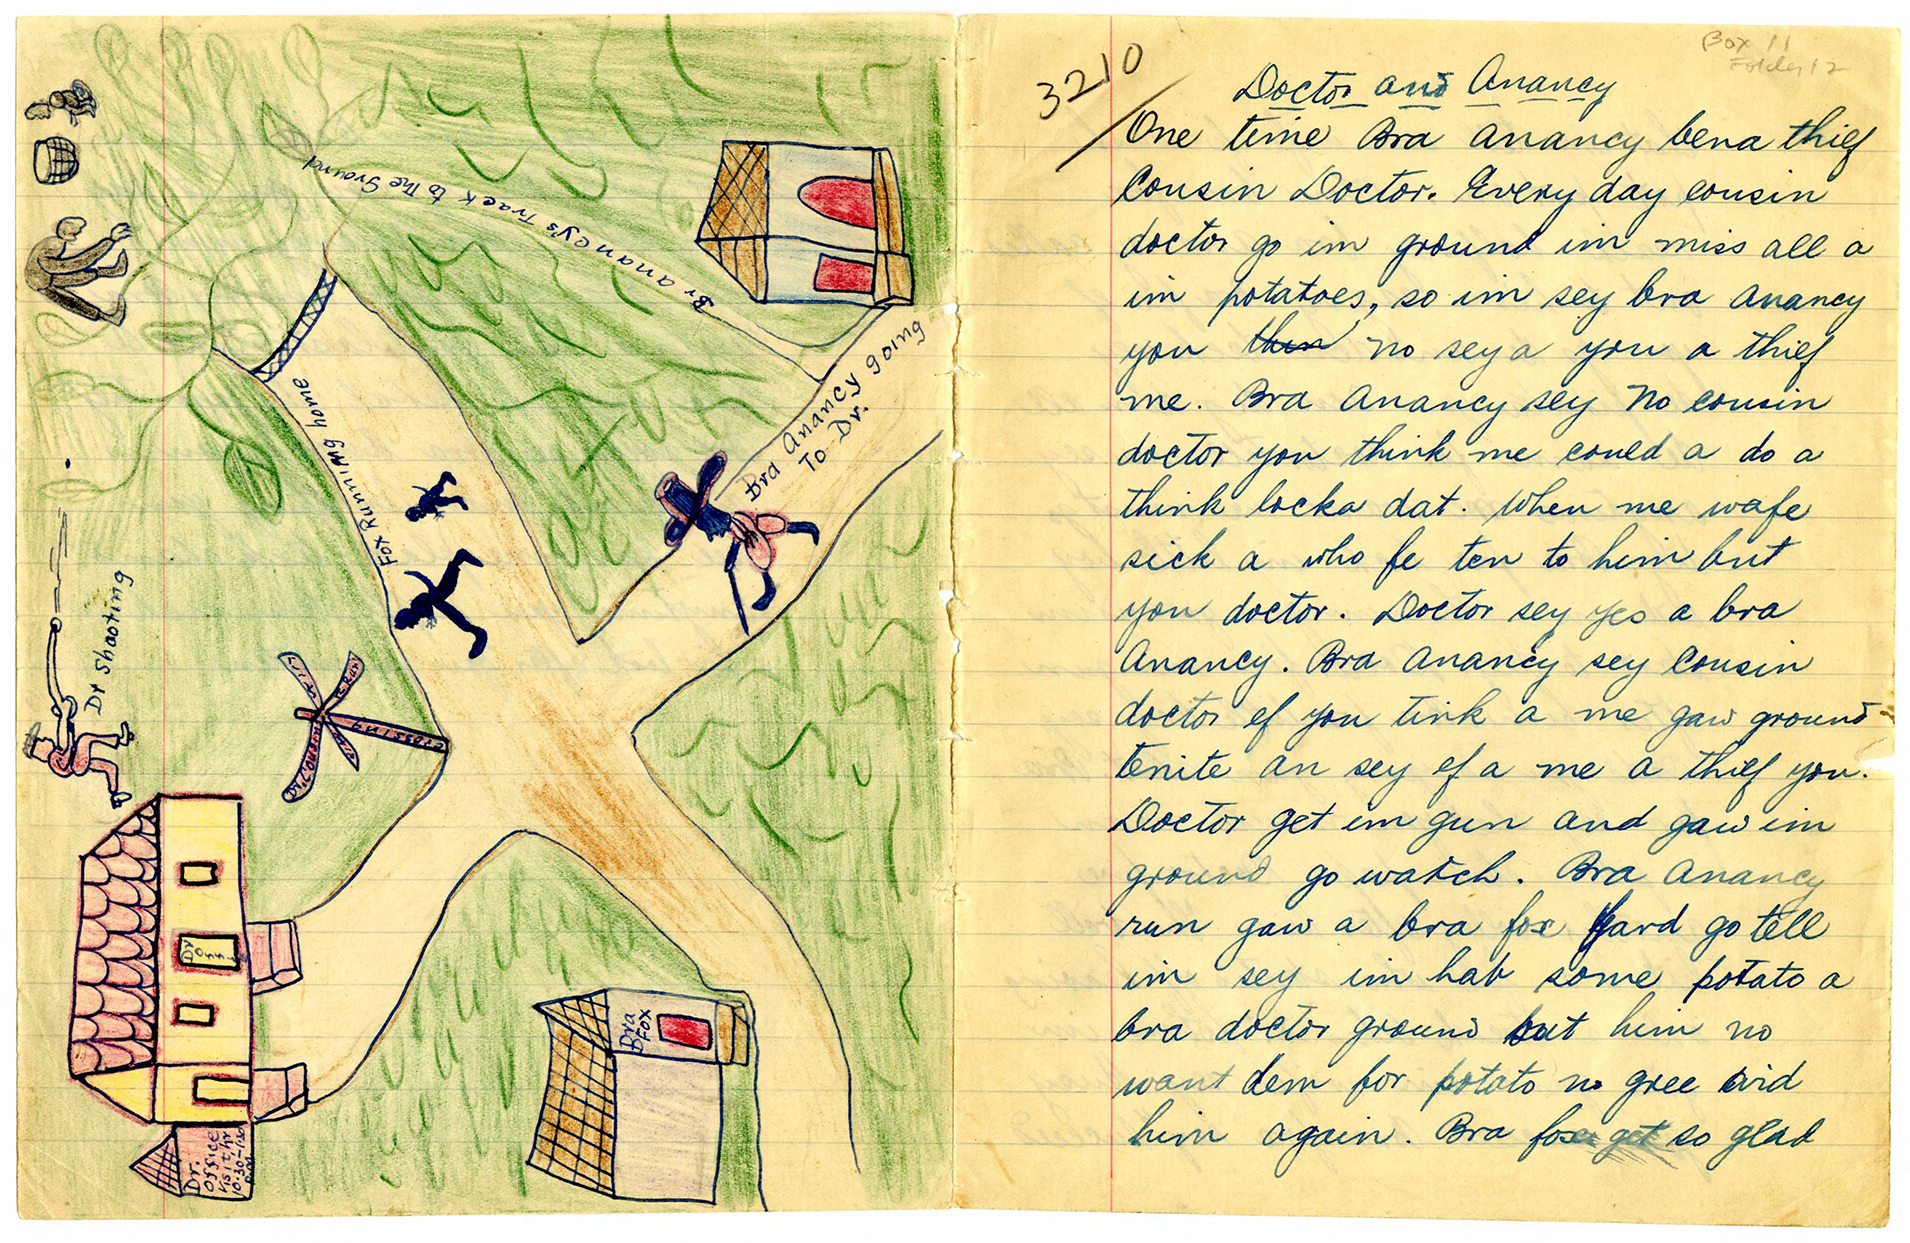 Br ananncy's Track to The Ground
Fox Running home
Bra Anancy going
To Dr.
Dr Shooting
CROSSING
Bra
Fox
Dr.
Office
Visit, hr
10.30-1.30
Box 11
Folder 12
3210
Doctor and Anancy
One time Bra Anancy bena thief
Cousin Doctor. Every day cousin
doctor go im ground im miss all a
im potatoes, so im sey bra Anancy
you then no sey a you a thief
me. Bra Anancy sey No cousin
doctor you think me could a do a
think locka dat. When me wafe
sick a who fe ten to him but
you doctor. Doctor sey yes a bra
Anancy. Bra Anancy sey Cousin
doctor ef you tink a me gaw ground
tenite an sey ef a me a thief you.
Doctor get im gun and gaw im
ground go watch. Bra Anancy
run gaw a bra fox Yard go tell
im sey im hab some potato a
bra doctor ground but him no
want dem for potato no gree wid
him again. Bra fox get so glad